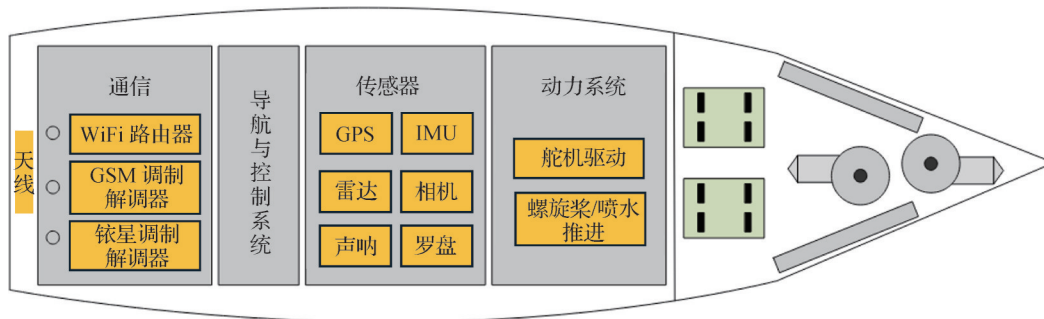 天线
通信
WiFi 路由器
GSM 调制
解调器
铱星调制
解调器
导航与控制系统
传感器
GPS
IMU
雷达
相机
声呐
罗盘
动力系统
舵机驱动
螺旋桨/喷水
推进